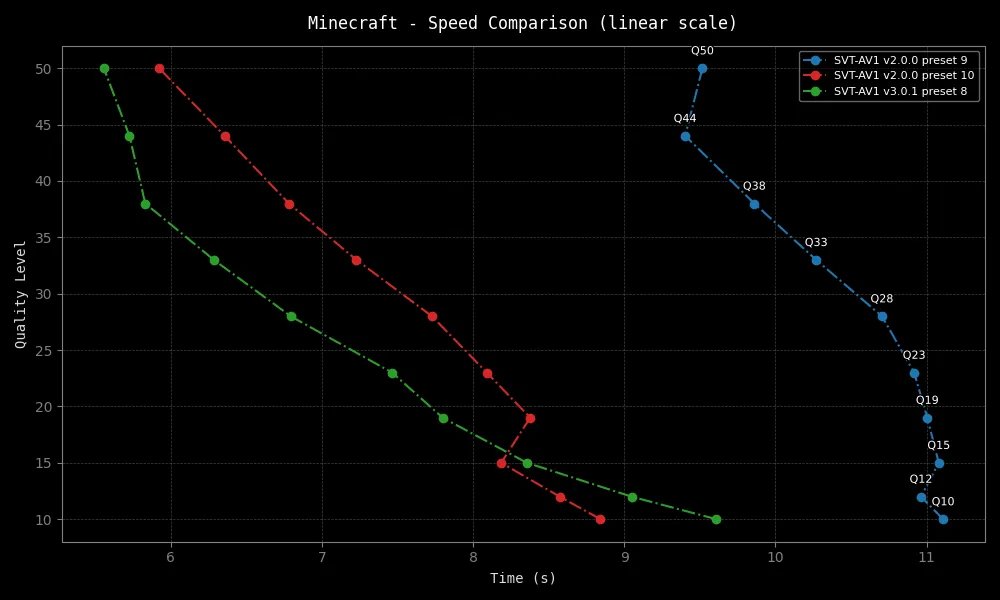 Minecraft - Speed Comparison (linear scale)
SVT-AV1 v2.0.0 preset 9
SVT-AV1 v2.0.0 preset 10
SVT-AV1 v3.0.1 preset 8
Q50
Q44
Q38
Q33
Q28
Q23
Q19
Q15
Q12
Q10
Quality Level
50
45
40
35
30
25
20
15
10
6 7 8 9 10 11
Time (s)